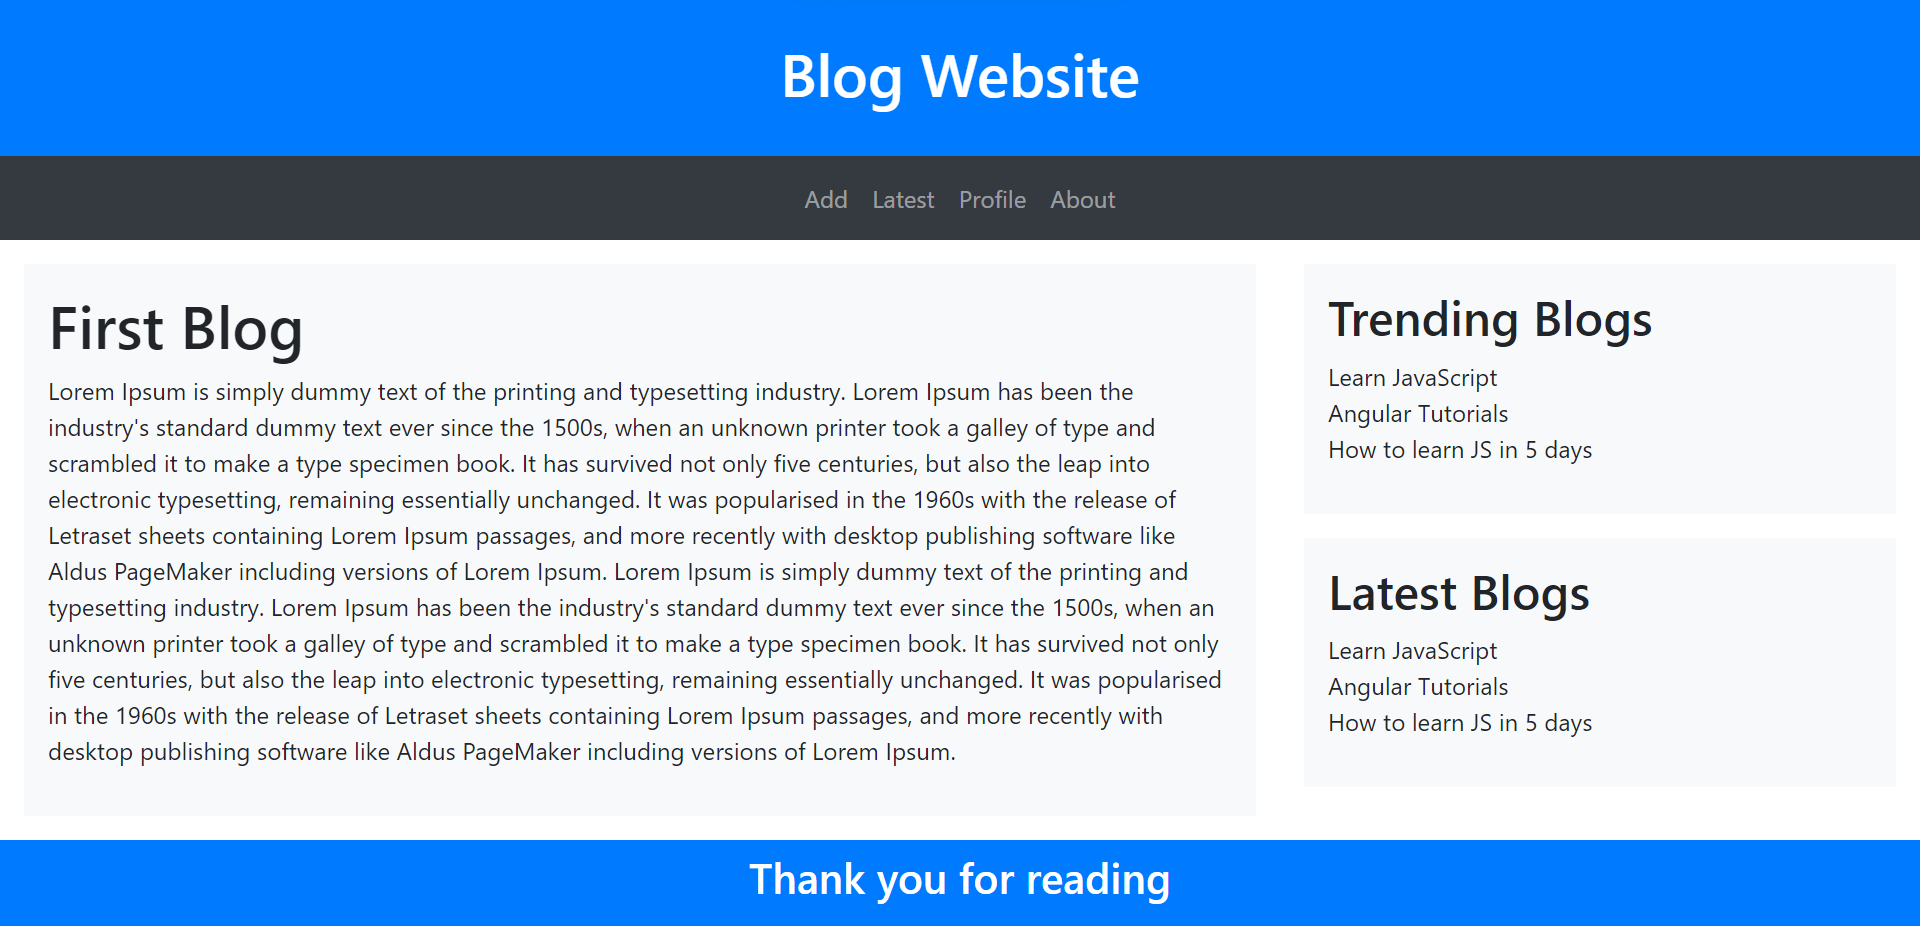 Blog Website
Add Latest Profile About
First Blog
Lorem Ipsum is simply dummy text of the printing and typesetting industry. Lorem Ipsum has been the
industry's standard dummy text ever since the 1500s, when an unknown printer took a galley of type and
scrambled it to make a type specimen book. It has survived not only five centuries, but also the leap into
electronic typesetting, remaining essentially unchanged. It was popularised in the 1960s with the release of
Letraset sheets containing Lorem Ipsum passages, and more recently with desktop publishing software like
Aldus PageMaker including versions of Lorem Ipsum. Lorem Ipsum is simply dummy text of the printing and
typesetting industry. Lorem Ipsum has been the industry's standard dummy text ever since the 1500s, when an
unknown printer took a galley of type and scrambled it to make a type specimen book. It has survived not only
five centuries, but also the leap into electronic typesetting, remaining essentially unchanged. It was popularised
in the 1960s with the release of Letraset sheets containing Lorem Ipsum passages, and more recently with
desktop publishing software like Aldus PageMaker including versions of Lorem Ipsum.
Trending Blogs
Learn JavaScript
Angular Tutorials
How to learn JS in 5 days
Latest Blogs
Learn JavaScript
Angular Tutorials
How to learn JS in 5 days
Thank you for reading